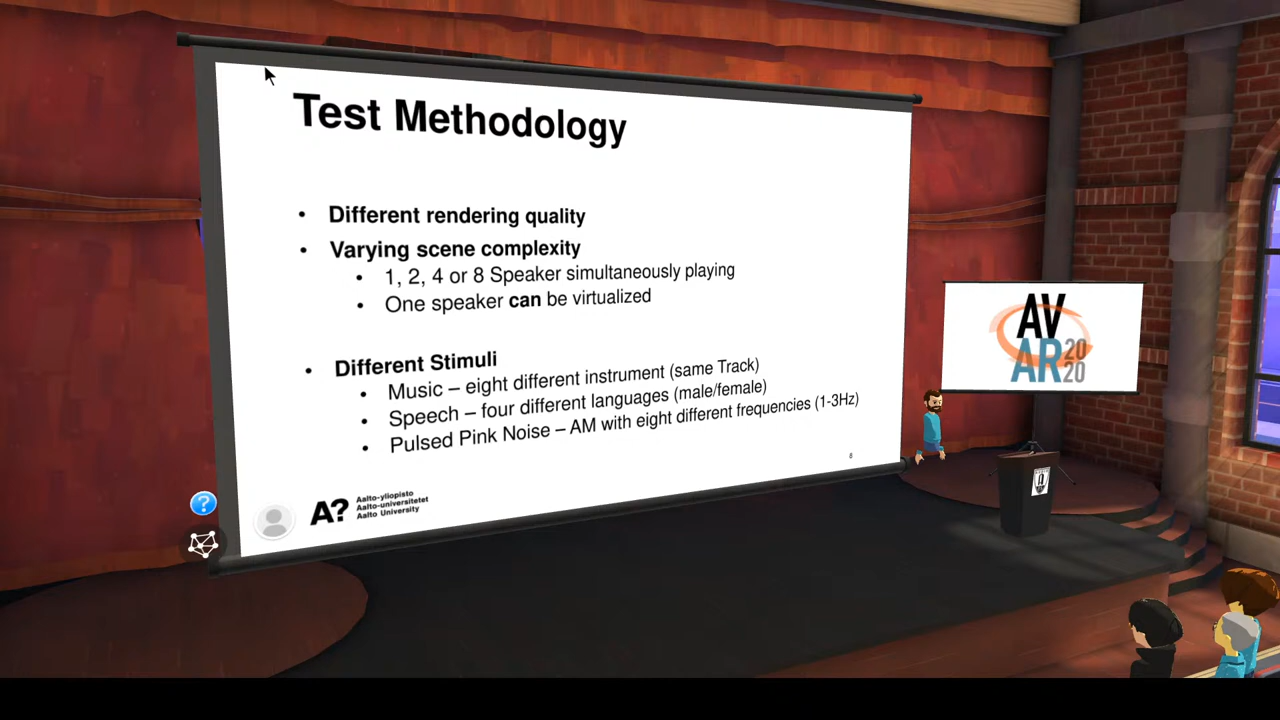 Test Methodology
• Different rendering quality
• Varying scene complexity
• 1, 2, 4 or 8 Speaker simultaneously playing
• One speaker can be virtualized
• Different Stimuli
• Music – eight different instrument (same Track)
• Speech – four different languages (male/female)
• Pulsed Pink Noise – AM with eight different frequencies (1-3Hz)
8
A?
Aalto-yliopisto
Aalto-universitetet
Aalto University
?
AV
AR 20
20